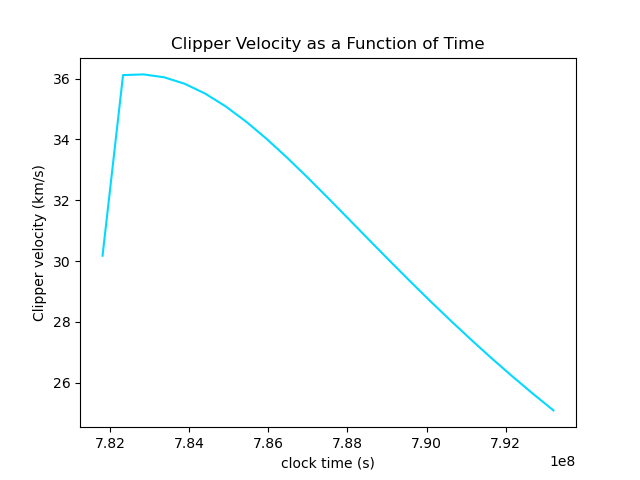 Clipper Velocity as a Function of Time
Clipper velocity (km/s)
36
34
32
30
28
26
7.82 7.84 7.86 7.88 7.90 7.92
clock time (s)
1e8